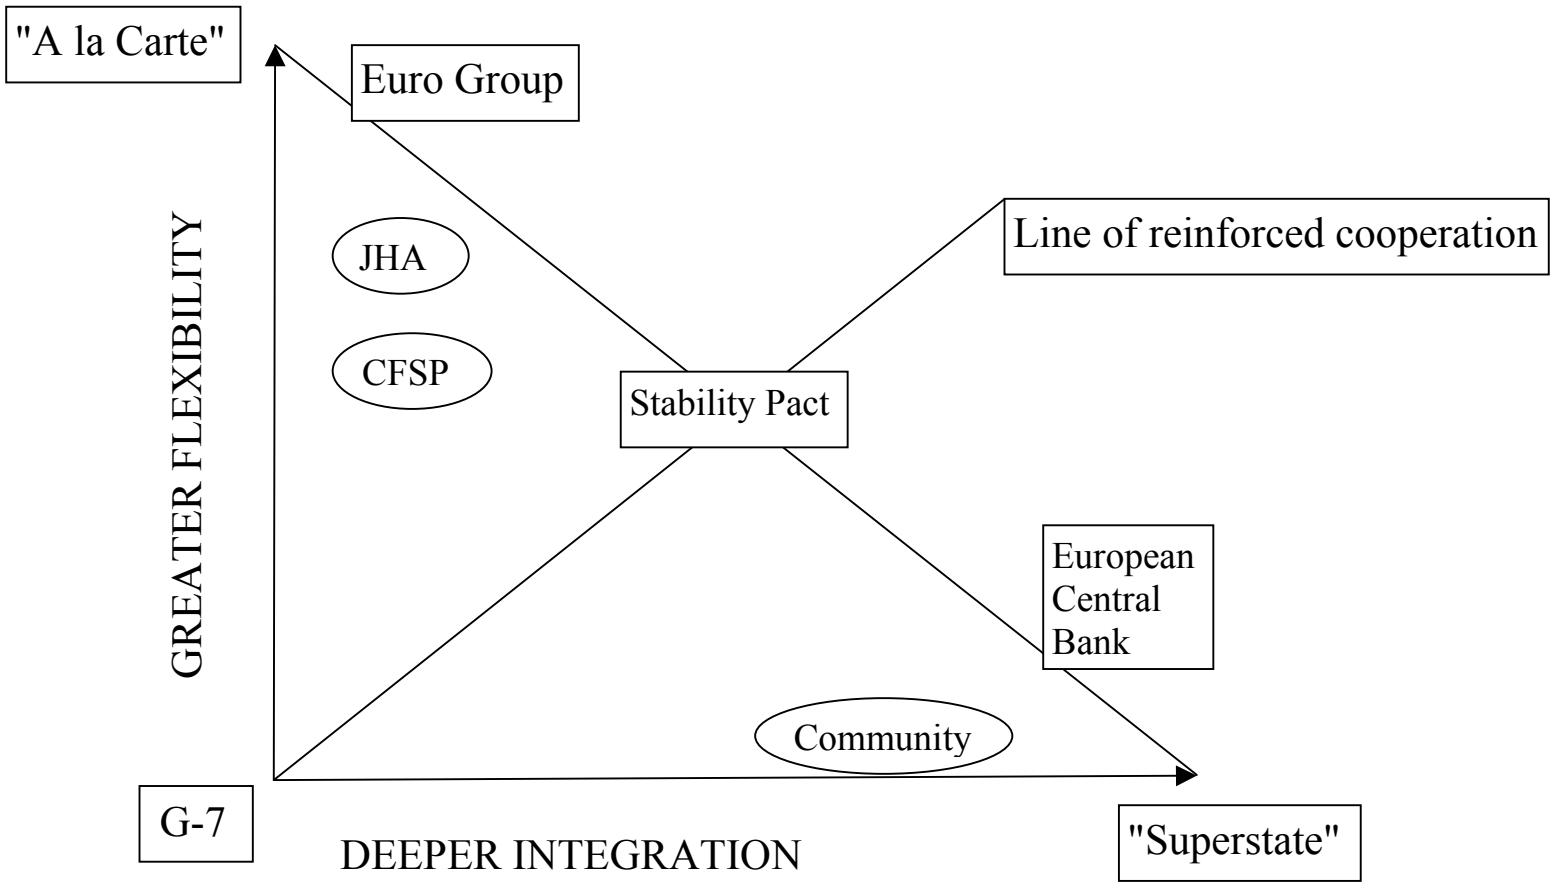 "A la Carte"
Euro Group
GREATER FLEXIBILITY
JHA
Line of reinforced cooperation
CFSP
Stability Pact
European
Central
Bank
Community
G-7
"Superstate"
DEEPER INTEGRATION